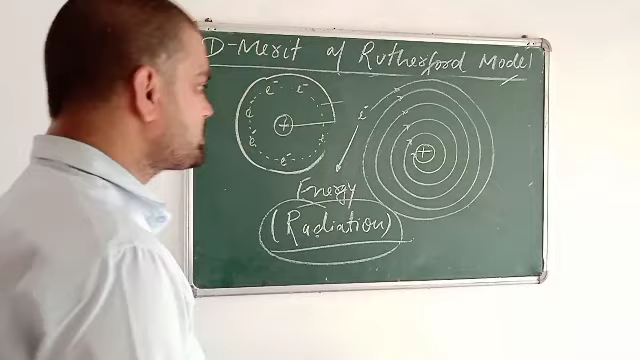 D-Merit of Rutherford Model
e⁻ e⁻
e⁻
e⁻
e⁻
+
e⁻
+
Energy
(Radiation)